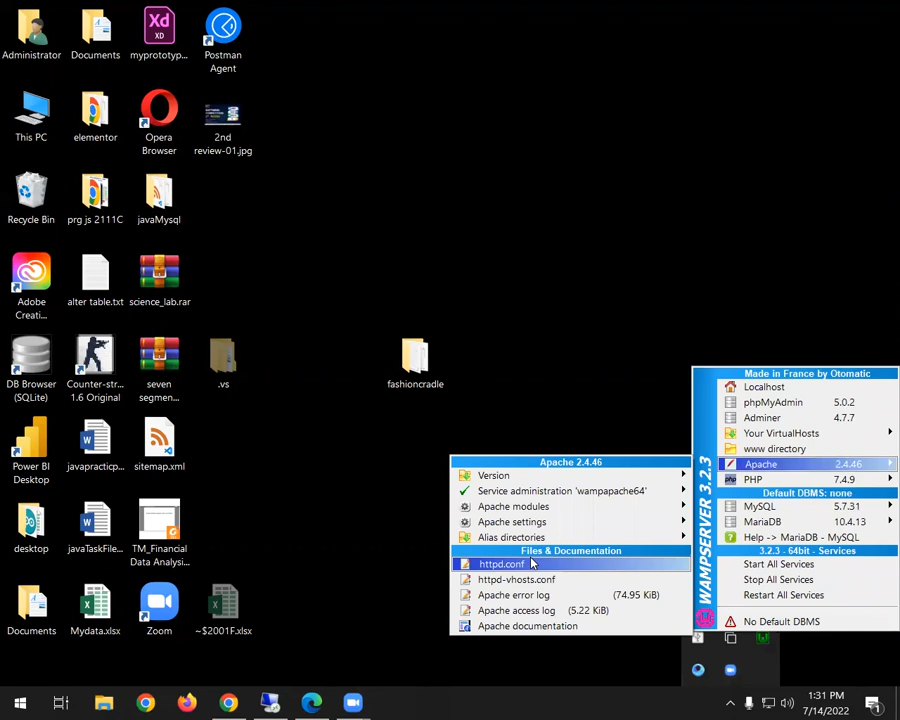 Administrator
Documents
myprototyp...
Postman
Agent
This PC
elementor
Opera
Browser
2nd
review-01.jpg
Recycle Bin
prg js 2111C
javaMysql
Adobe
Creati...
alter table.txt
science_lab.rar
DB Browser
(SQLite)
Counter-str...
1.6 Original
seven
segmen...
.vs
fashioncradle
Power BI
Desktop
javapracticp...
sitemap.xml
desktop
javaTaskFile...
TM_Financial
Data Analysi...
Documents
Mydata.xlsx
Zoom
~$2001F.xlsx
Xd
XD
Apache 2.4.46
Version
Service administration 'wampapache64'
Apache modules
Apache settings
Alias directories
Files & Documentation
httpd.conf
httpd-vhosts.conf
Apache error log (74.95 KiB)
Apache access log (5.22 KiB)
Apache documentation
WAMPSERVER 3.2.3
Made in France by Otomatic
Localhost
phpMyAdmin 5.0.2
Adminer 4.7.7
Your VirtualHosts
www directory
Apache 2.4.46
PHP 7.4.9
Default DBMS: none
MySQL 5.7.31
MariaDB 10.4.13
Help -> MariaDB - MySQL
3.2.3 - 64bit - Services
Start All Services
Stop All Services
Restart All Services
No Default DBMS
1:31 PM
7/14/2022
1